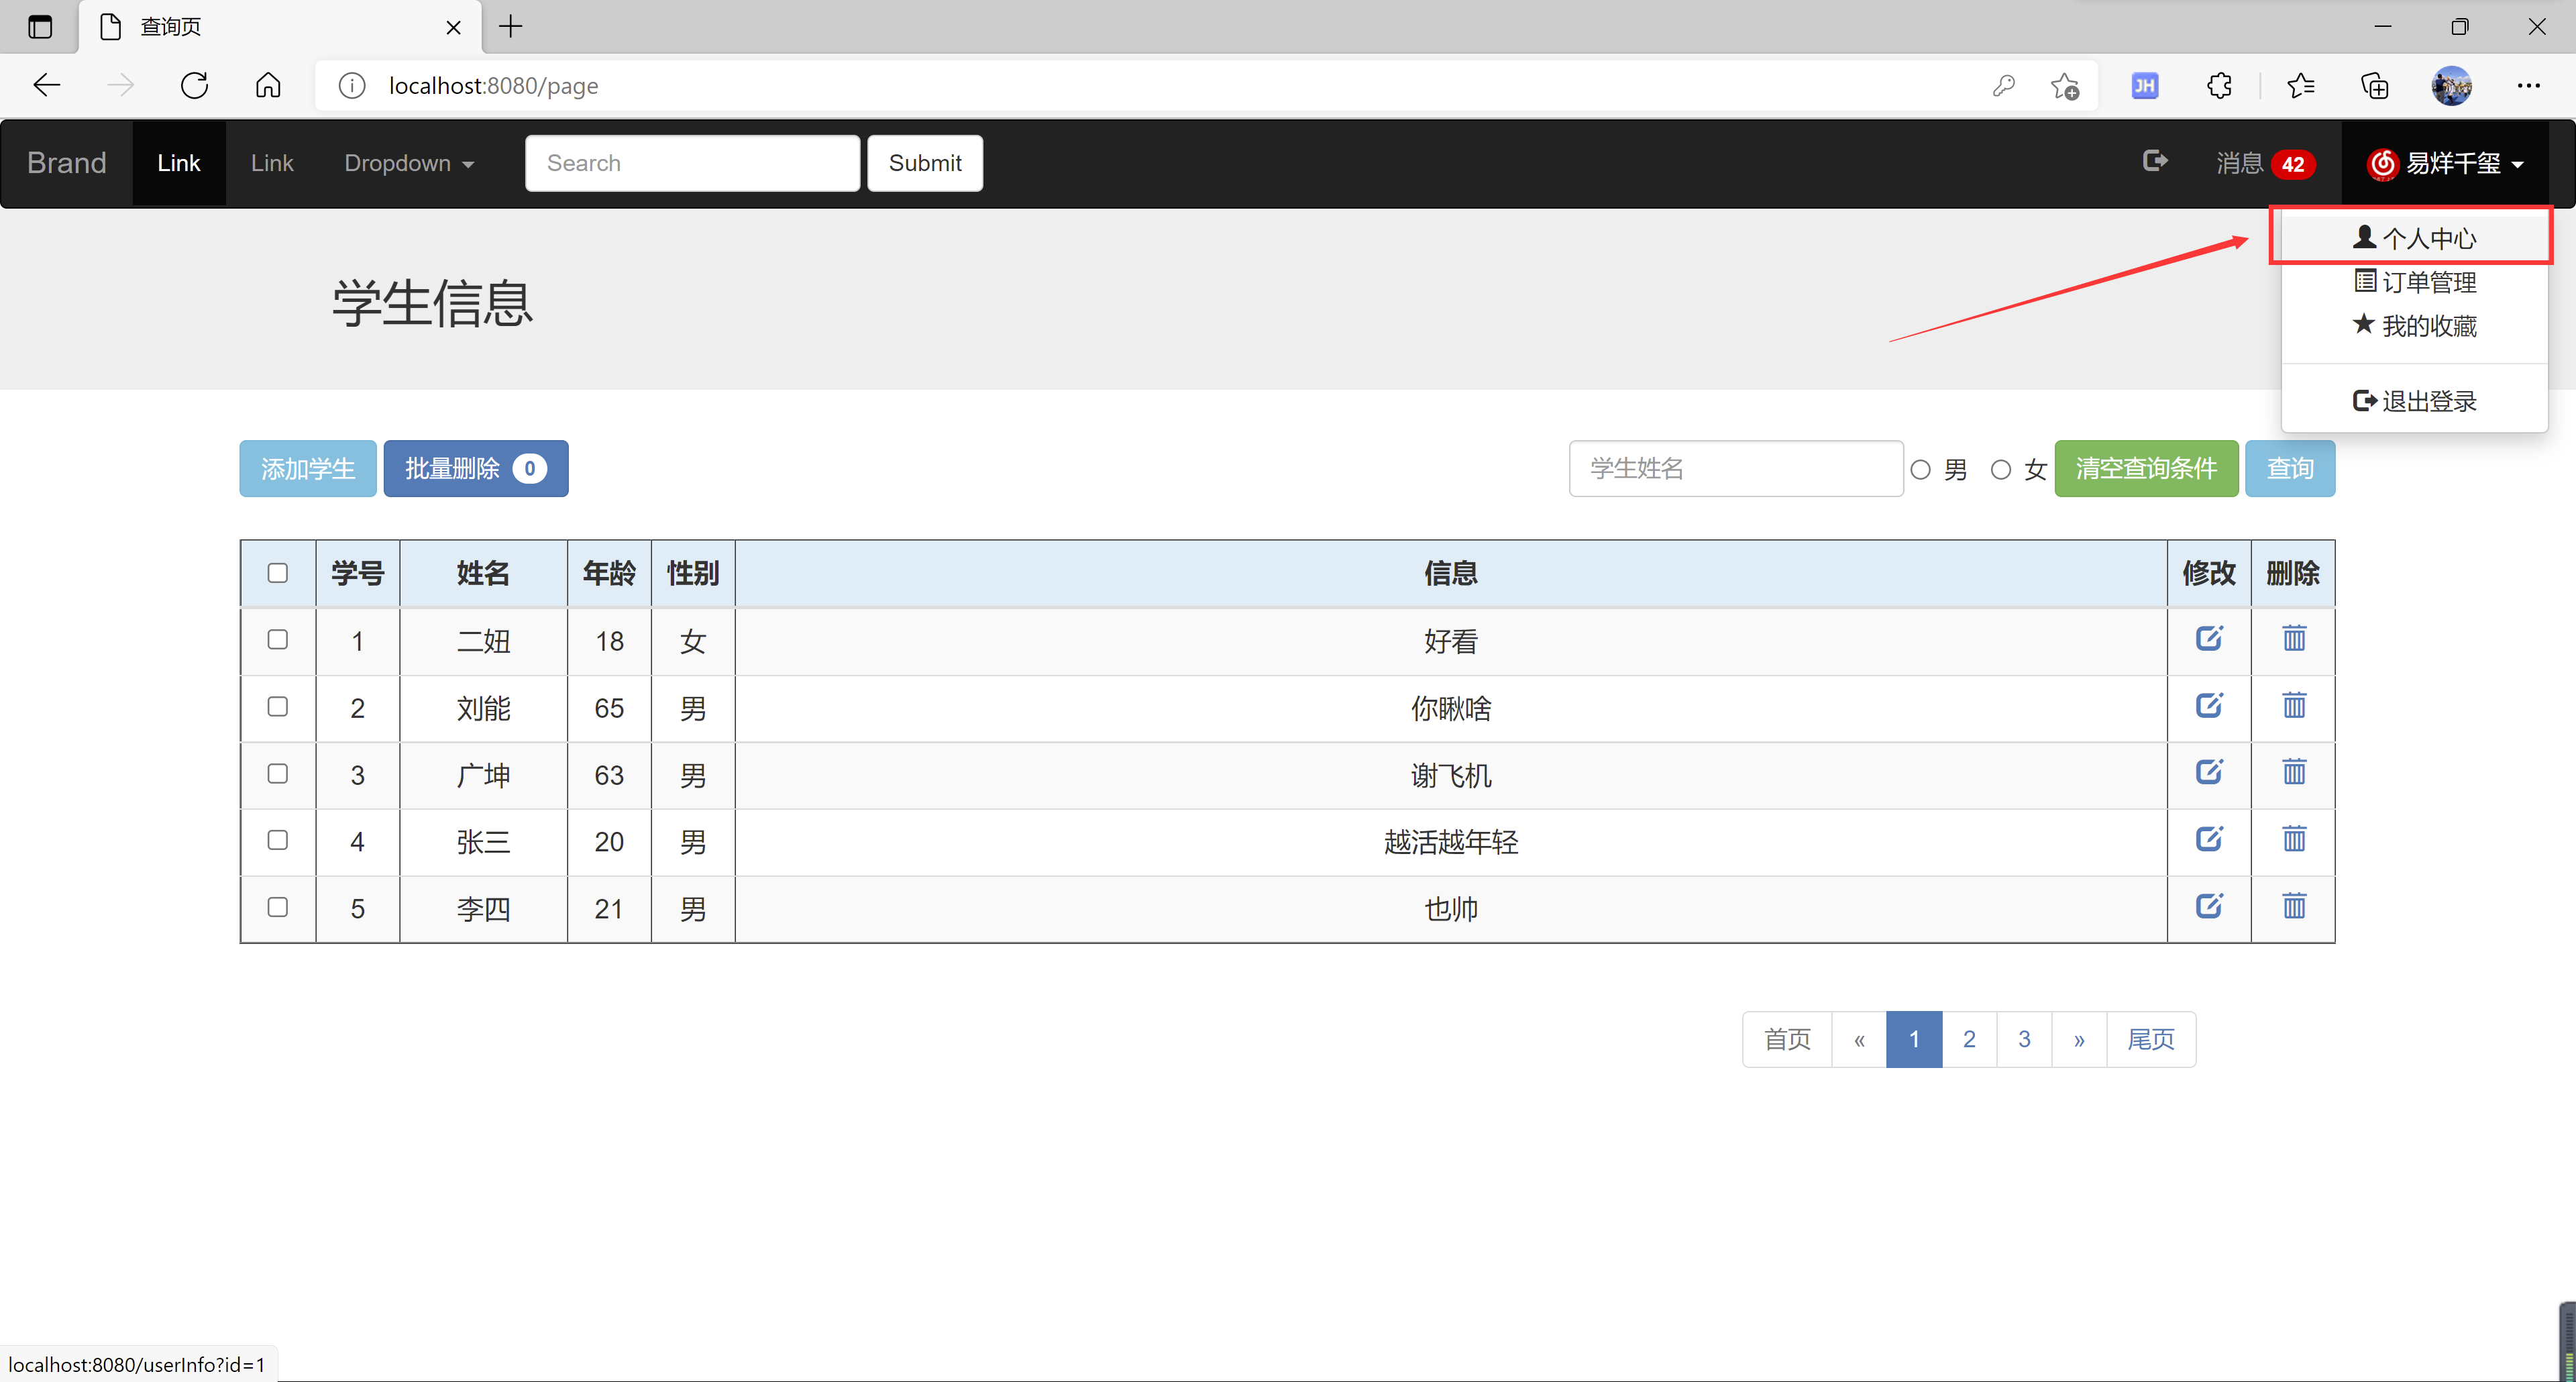 查询页
localhost:8080/page
JH
Brand Link Link Dropdown Search Submit 消息 42 易烊千玺
个人中心
订单管理
我的收藏
退出登录
学生信息
添加学生 批量删除 0 学生姓名 男 女 清空查询条件 查询
学号 姓名 年龄 性别 信息 修改 删除
1 二妞 18 女 好看
2 刘能 65 男 你瞅啥
3 广坤 63 男 谢飞机
4 张三 20 男 越活越年轻
5 李四 21 男 也帅
首页 « 1 2 3 » 尾页
localhost:8080/userInfo?id=1